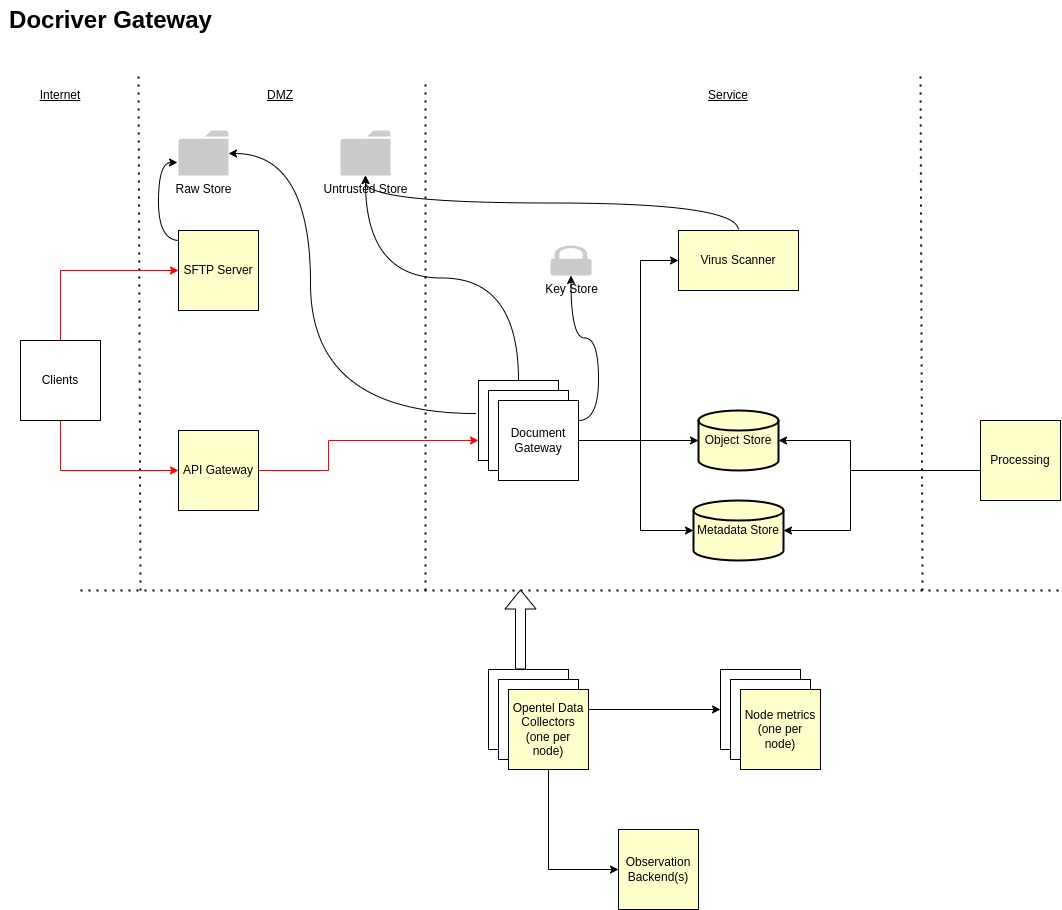 Docriver Gateway
Internet
DMZ
Service
Raw Store
Untrusted Store
SFTP Server
Key Store
Virus Scanner
Clients
API Gateway
Document
Gateway
Object Store
Metadata Store
Processing
Opentel Data
Collectors
(one per
node)
Node metrics
(one per
node)
Observation
Backend(s)